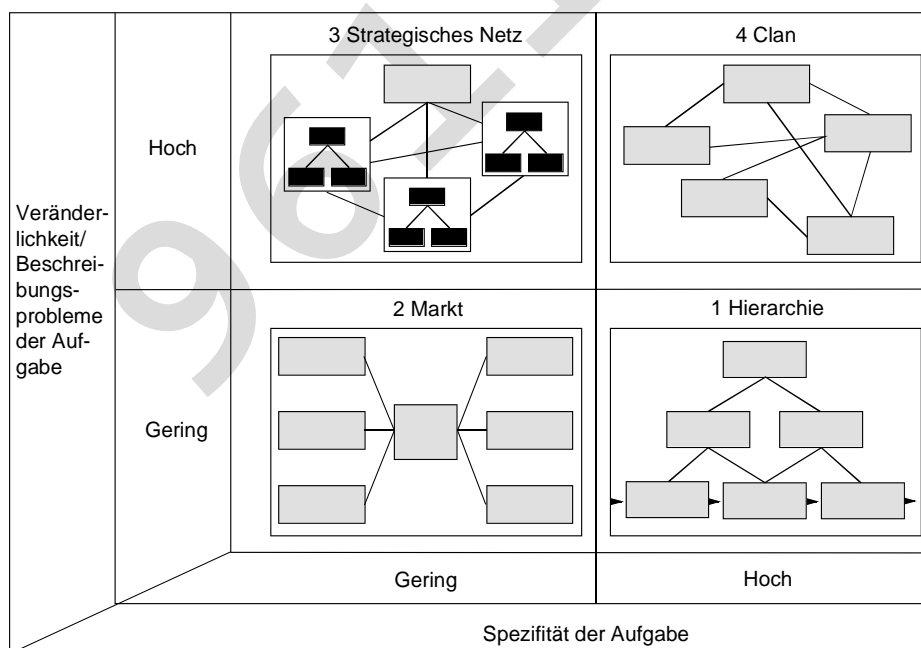 3 Strategisches Netz
4 Clan
Hoch
Veränder-
lichkeit/
Beschrei-
bungs-
probleme
der Auf-
gabe
2 Markt
1 Hierarchie
Gering
Gering
Hoch
Spezifität der Aufgabe